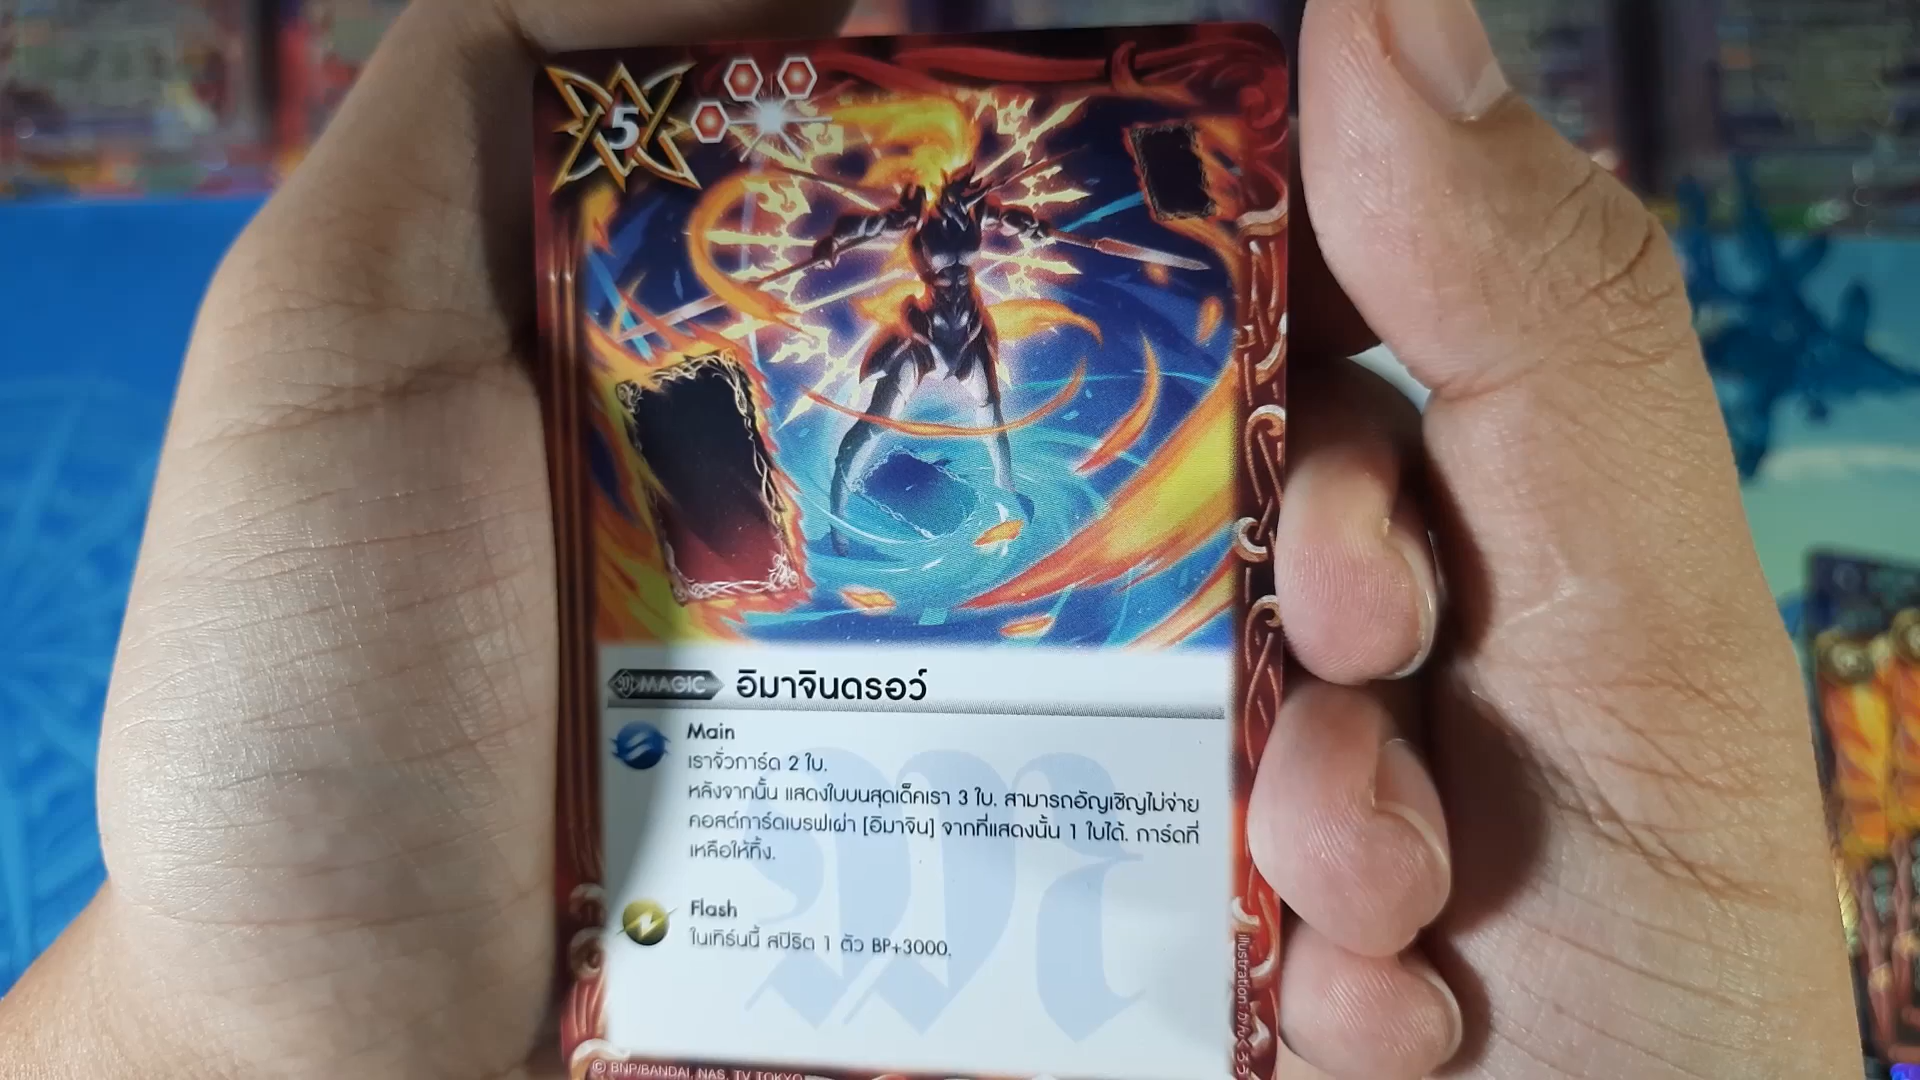 5
MAGIC อิมาจินดรอว์
Main
เราจั่วการ์ด 2 ใบ.
หลังจากนั้น แสดงใบบนสุดเด็คเรา 3 ใบ. สามารถอัญเชิญไม่จ่าย
คอสต์การ์ดเบรฟเผ่า [อิมาจิน] จากที่แสดงนั้น 1 ใบได้. การ์ดที่
เหลือให้ทิ้ง.
Flash
ในเทิร์นนี้ สปิริต 1 ตัว BP+3000.
illustration:
© BNP/BANDAI, NAS, TV TOKYO